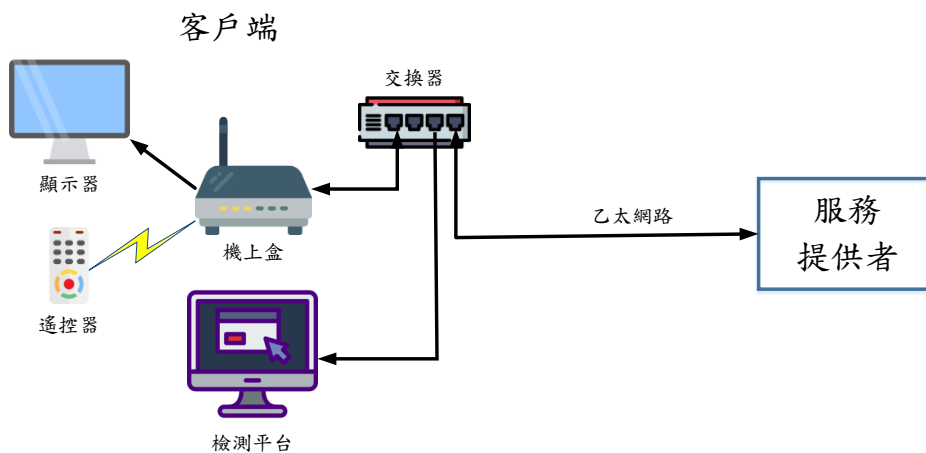 客戶端
交換器
顯示器
機上盒
乙太網路
服務
提供者
遙控器
檢測平台